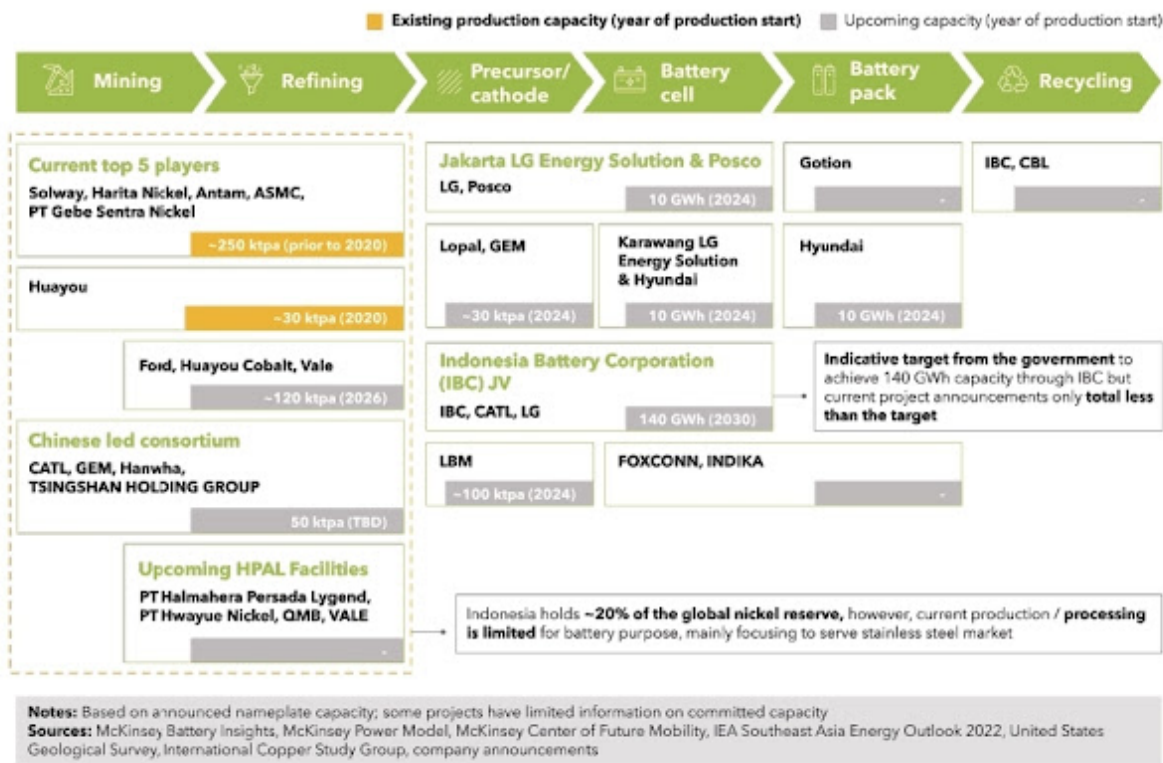 Existing production capacity (year of production start)
Upcoming capacity (year of production start)
Mining
Refining
Precursor/
cathode
Battery
cell
Battery
pack
Recycling
Current top 5 players
Solway, Harita Nickel, Antam, ASMC,
PT Gebe Sentra Nickel
~250 ktpa (prior to 2020)
Huayou
~30 ktpa (2020)
Ford, Huayou Cobalt, Vale
~120 ktpa (2026)
Chinese led consortium
CATL, GEM, Hanwha,
TSINGSHAN HOLDING GROUP
50 ktpa (TBD)
Upcoming HPAL Facilities
PT Halmahera Persada Lygend,
PT Hwayue Nickel, QMB, VALE
-
Jakarta LG Energy Solution & Posco
LG, Posco
10 GWh (2024)
Lopal, GEM
~30 ktpa (2024)
Karawang LG
Energy Solution
& Hyundai
10 GWh (2024)
Indonesia Battery Corporation
(IBC) JV
IBC, CATL, LG
140 GWh (2030)
LBM
~100 ktpa (2024)
FOXCONN, INDIKA
-
Gotion
-
Hyundai
10 GWh (2024)
IBC, CBL
-
Indicative target from the government to
achieve 140 GWh capacity through IBC but
current project announcements only total less
than the target
Indonesia holds ~20% of the global nickel reserve, however, current production / processing
is limited for battery purpose, mainly focusing to serve stainless steel market
Notes: Based on announced nameplate capacity; some projects have limited information on committed capacity
Sources: McKinsey Battery Insights, McKinsey Power Model, McKinsey Center of Future Mobility, IEA Southeast Asia Energy Outlook 2022, United States
Geological Survey, International Copper Study Group, company announcements